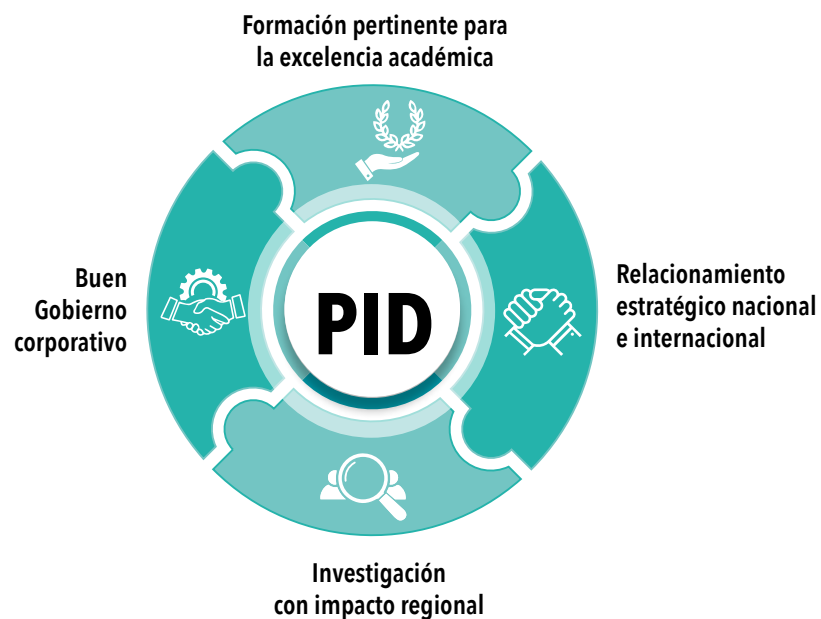 Formación pertinente para
la excelencia académica
Buen
Gobierno
corporativo
PID
Relacionamiento
estratégico nacional
e internacional
Investigación
con impacto regional